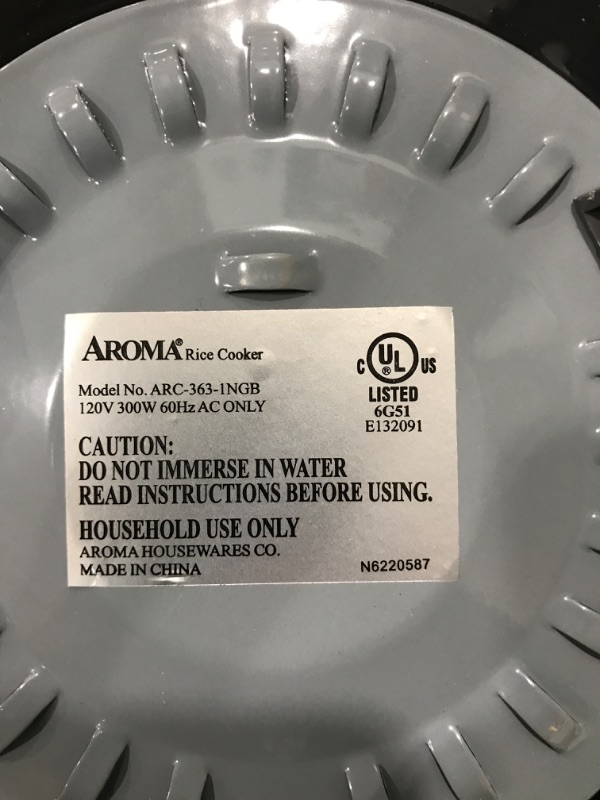 AROMA® Rice Cooker
Model No. ARC-363-1NGB
120V 300W 60Hz AC ONLY
C UL ® US
LISTED
6G51
E132091
CAUTION:
DO NOT IMMERSE IN WATER
READ INSTRUCTIONS BEFORE USING.
HOUSEHOLD USE ONLY
AROMA HOUSEWARES CO.
MADE IN CHINA
N6220587